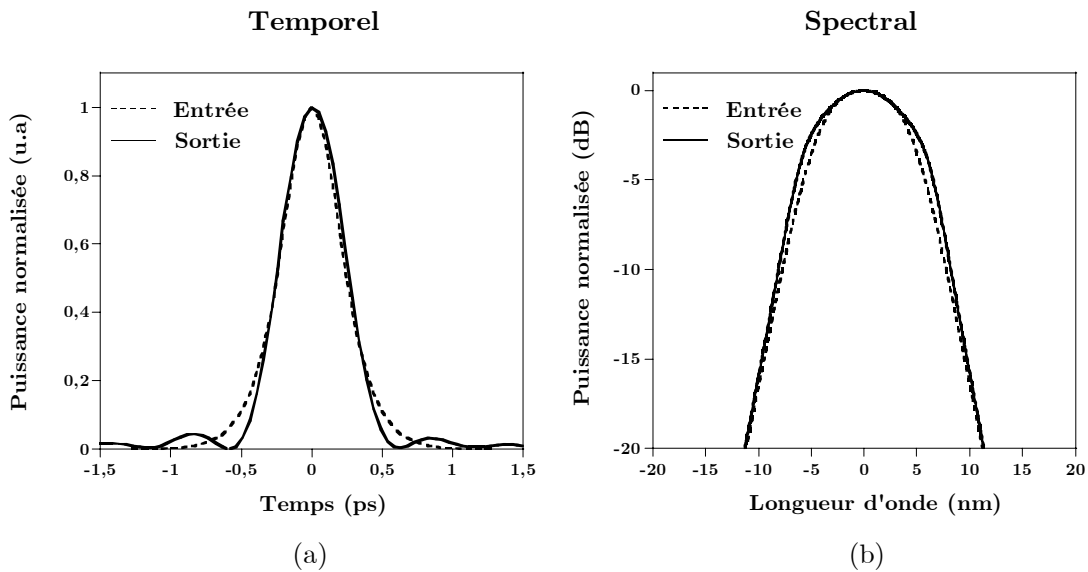 Temporel
Puissance normalisée (u.a)
1
0,8
0,6
0,4
0,2
0
Entrée
Sortie
-1,5 -1 -0,5 0 0,5 1 1,5
Temps (ps)
(a)
Spectral
Puissance normalisée (dB)
0
-5
-10
-15
-20
Entrée
Sortie
-20 -15 -10 -5 0 5 10 15 20
Longueur d'onde (nm)
(b)